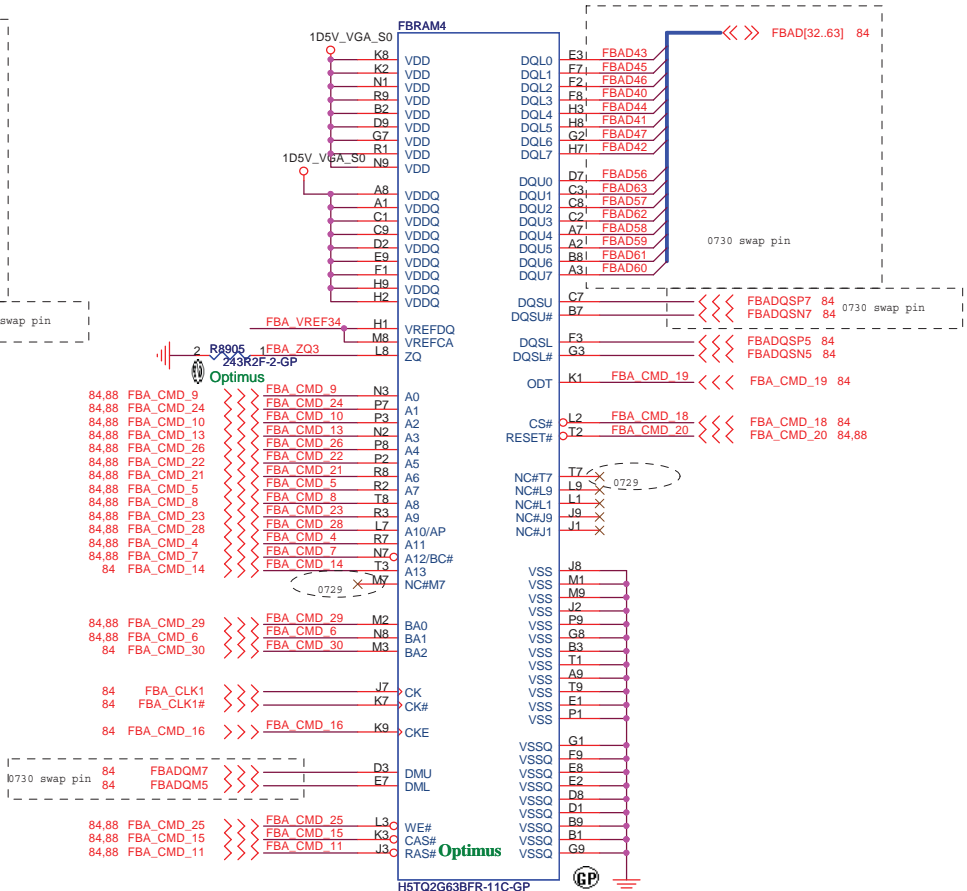 FBRAM4
1D5V_VGA_S0
FBAD[32..63] 84
K8 VDD DQL0 E3 FBAD43
K2 VDD DQL1 F7 FBAD45
N1 VDD DQL2 F2 FBAD46
R9 VDD DQL3 F8 FBAD40
B2 VDD DQL4 H3 FBAD44
D9 VDD DQL5 H8 FBAD41
G7 VDD DQL6 G2 FBAD47
R1 VDD DQL7 H7 FBAD42
1D5V_VGA_S0
N9 VDD
A8 VDDQ DQU0 D7 FBAD56
A1 VDDQ DQU1 C3 FBAD63
C1 VDDQ DQU2 C8 FBAD57
C9 VDDQ DQU3 C2 FBAD62
D2 VDDQ DQU4 A7 FBAD58
E9 VDDQ DQU5 A2 FBAD59
0730 swap pin
F1 VDDQ DQU6 B8 FBAD61
H9 VDDQ DQU7 A3 FBAD60
H2 VDDQ
DQSU C7 FBADQSP7 84
DQSU# B7 FBADQSN7 84
0730 swap pin
swap pin
FBA_VREF34 H1 VREFDQ
M8 VREFCA
DQSL F3 FBADQSP5 84
DQSL# G3 FBADQSN5 84
2 R8905 1 FBA_ZQ3 L8 ZQ
243R2F-2-GP
Optimus
ODT K1 FBA_CMD_19 FBA_CMD_19 84
CS# L2 FBA_CMD_18 FBA_CMD_18 84
RESET# T2 FBA_CMD_20 FBA_CMD_20 84,88
84,88 FBA_CMD_9 FBA_CMD_9 N3 A0
84,88 FBA_CMD_24 FBA_CMD_24 P7 A1
84,88 FBA_CMD_10 FBA_CMD_10 P3 A2
84,88 FBA_CMD_13 FBA_CMD_13 N2 A3
84,88 FBA_CMD_26 FBA_CMD_26 P8 A4
84,88 FBA_CMD_22 FBA_CMD_22 P2 A5
84,88 FBA_CMD_21 FBA_CMD_21 R8 A6
84,88 FBA_CMD_5 FBA_CMD_5 R2 A7
84,88 FBA_CMD_8 FBA_CMD_8 T8 A8
84,88 FBA_CMD_23 FBA_CMD_23 R3 A9
84,88 FBA_CMD_28 FBA_CMD_28 L7 A10/AP
84,88 FBA_CMD_4 FBA_CMD_4 R7 A11
84,88 FBA_CMD_7 FBA_CMD_7 N7 A12/BC#
84 FBA_CMD_14 FBA_CMD_14 T3 A13
0729 M7 NC#M7
NC#T7 T7 0729
NC#L9 L9
NC#L1 L1
NC#J9 J9
NC#J1 J1
84,88 FBA_CMD_29 FBA_CMD_29 M2 BA0
84,88 FBA_CMD_6 FBA_CMD_6 N8 BA1
84 FBA_CMD_30 FBA_CMD_30 M3 BA2
VSS J8
VSS M1
VSS M9
VSS J2
VSS P9
VSS G8
VSS B3
VSS T1
VSS A9
VSS T9
VSS E1
VSS P1
84 FBA_CLK1 J7 CK
84 FBA_CLK1# K7 CK#
84 FBA_CMD_16 FBA_CMD_16 K9 CKE
VSSQ G1
VSSQ F9
VSSQ E8
VSSQ E2
VSSQ D8
VSSQ D1
VSSQ B9
VSSQ B1
VSSQ G9
0730 swap pin
84 FBADQM7 D3 DMU
84 FBADQM5 E7 DML
84,88 FBA_CMD_25 FBA_CMD_25 L3 WE#
84,88 FBA_CMD_15 FBA_CMD_15 K3 CAS#
84,88 FBA_CMD_11 FBA_CMD_11 J3 RAS#
Optimus
H5TQ2G63BFR-11C-GP
GP